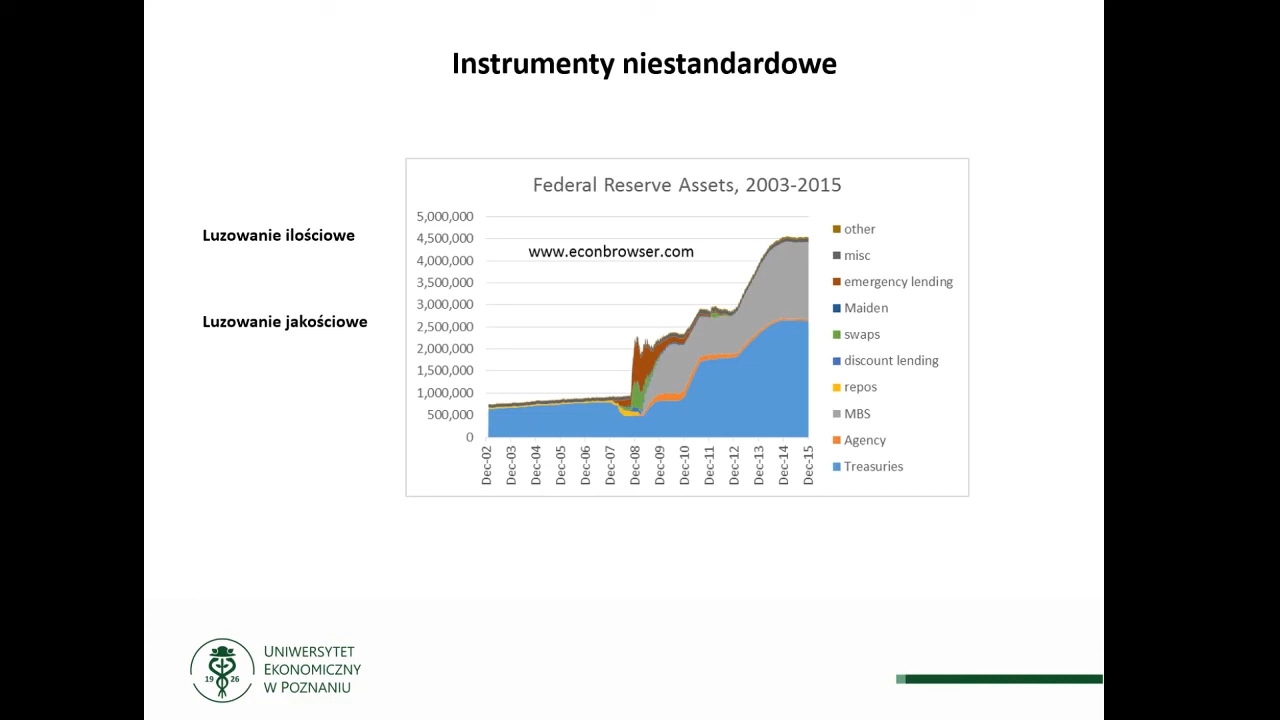 Instrumenty niestandardowe
Luzowanie ilościowe
Luzowanie jakościowe
Federal Reserve Assets, 2003-2015
www.econbrowser.com
5,000,000
4,500,000
4,000,000
3,500,000
3,000,000
2,500,000
2,000,000
1,500,000
1,000,000
500,000
0
Dec-02
Dec-03
Dec-04
Dec-05
Dec-06
Dec-07
Dec-08
Dec-09
Dec-10
Dec-11
Dec-12
Dec-13
Dec-14
Dec-15
other
misc
emergency lending
Maiden
swaps
discount lending
repos
MBS
Agency
Treasuries
19 26
UNIWERSYTET
EKONOMICZNY
W POZNANIU